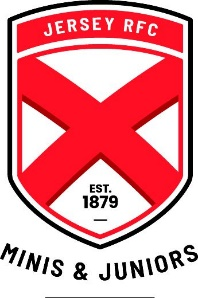 JERSEY RFC
EST.
1879
MINIS & JUNIORS